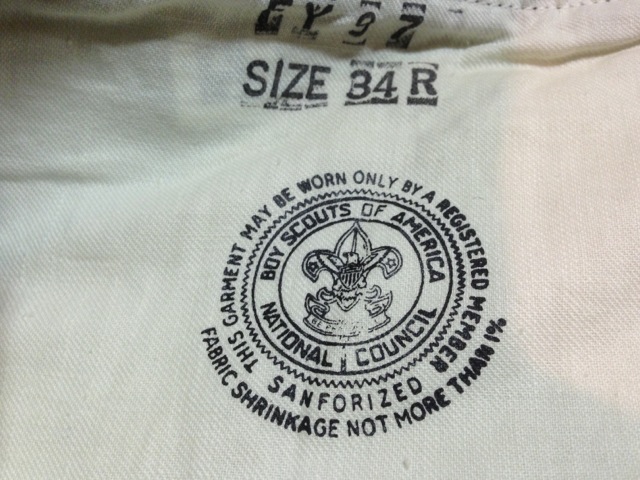 SIZE 34 R
THIS GARMENT MAY BE WORN ONLY BY A REGISTERED MEMBER
BOY SCOUTS OF AMERICA
NATIONAL COUNCIL
SANFORIZED
FABRIC SHRINKAGE NOT MORE THAN 1%